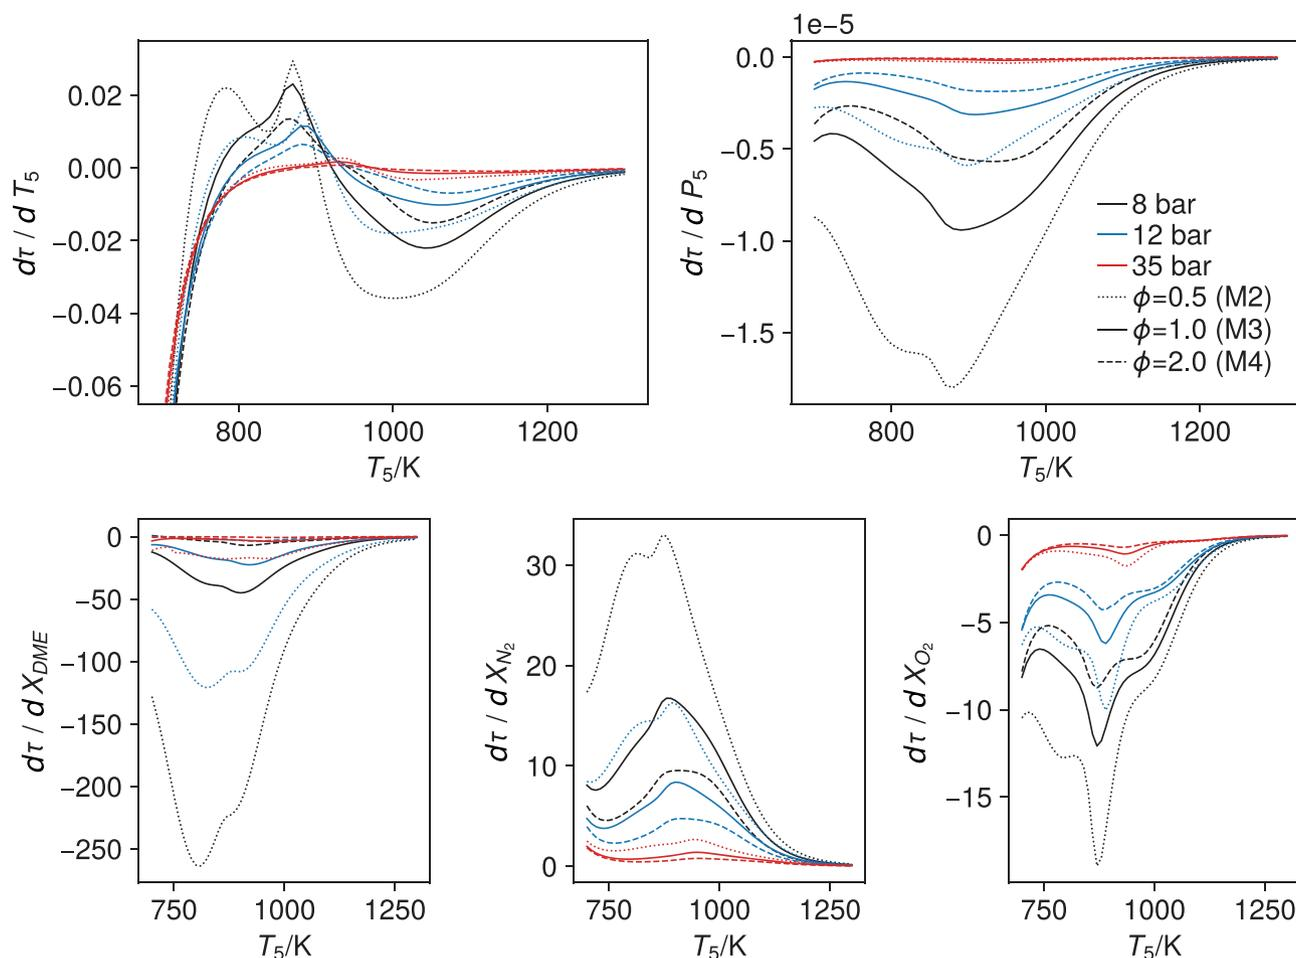 1e−5
0.02
0.00
−0.02
−0.04
−0.06
dτ / d T5
800
1000
1200
T5/K
0.0
−0.5
−1.0
−1.5
dτ / d P5
800
1000
1200
T5/K
8 bar
12 bar
35 bar
ϕ=0.5 (M2)
ϕ=1.0 (M3)
ϕ=2.0 (M4)
0
−50
−100
−150
−200
−250
dτ / d XDME
750
1000
1250
T5/K
30
20
10
0
dτ / d XN2
750
1000
1250
T5/K
0
−5
−10
−15
dτ / d XO2
750
1000
1250
T5/K